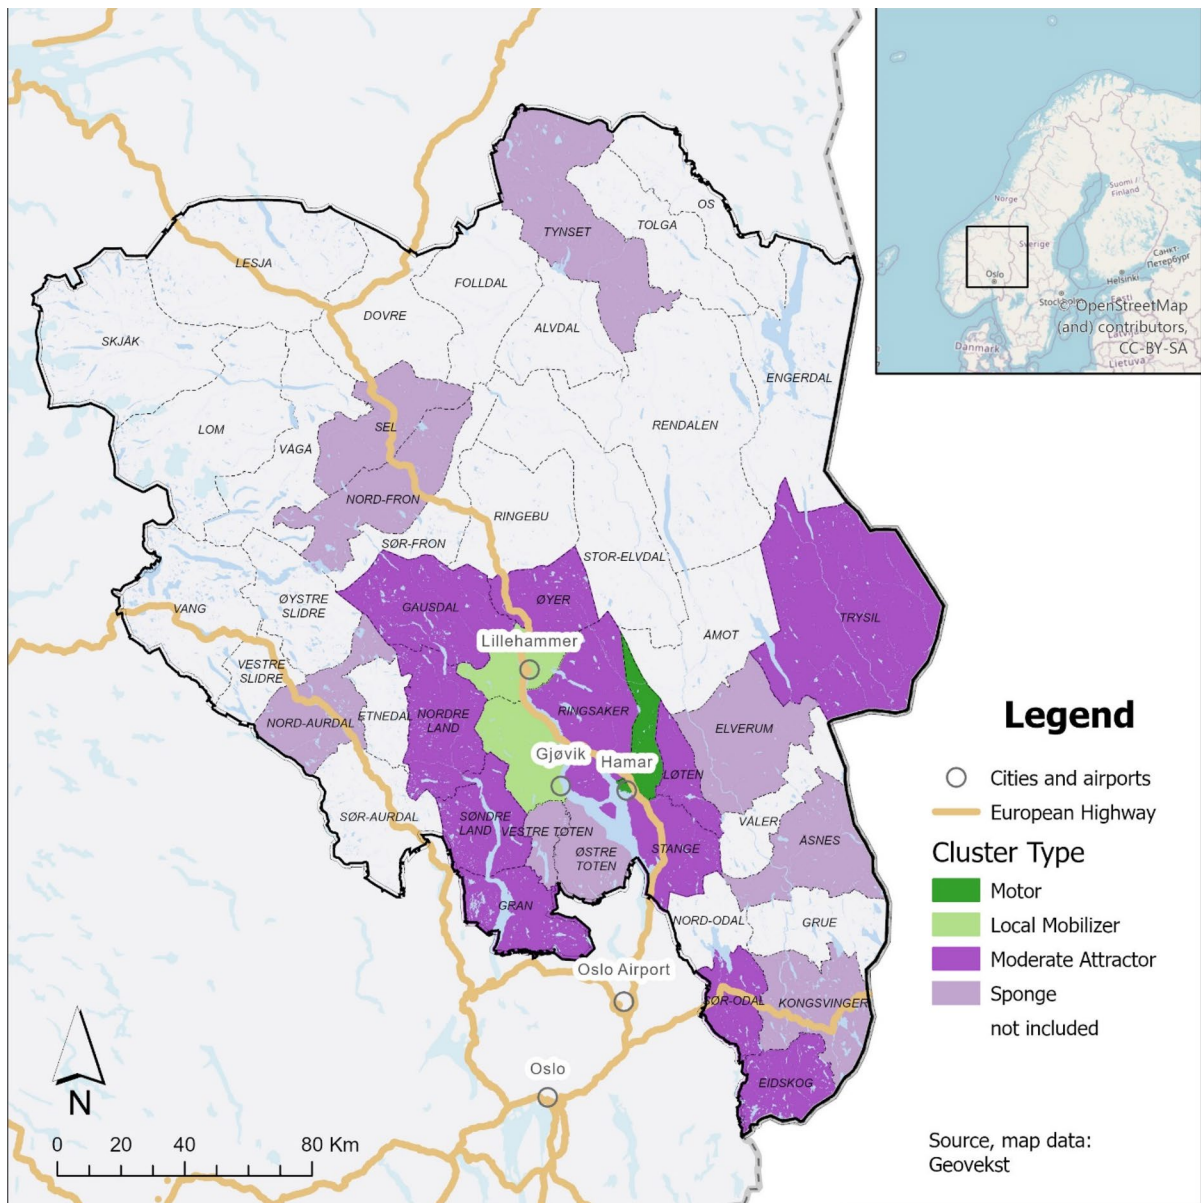 Norge
Suomi /
Finland
Sverige
Oslo
Helsinki
Санкт-
Петербург
Stockholm
Eesti
Latvija
Danmark
Lietuva
© OpenStreetMap
(and) contributors,
CC-BY-SA
OS
TOLGA
TYNSET
LESJA
FOLLDAL
DOVRE
ALVDAL
SKJÅK
ENGERDAL
SEL
RENDALEN
LOM
VÅGÅ
NORD-FRON
RINGEBU
SØR-FRON
STOR-ELVDAL
ØYSTRE
SLIDRE
VANG
GAUSDAL
ØYER
TRYSIL
ÅMOT
Lillehammer
VESTRE
SLIDRE
NORD-AURDAL
ETNEDAL
NORDRE
LAND
RINGSAKER
ELVERUM
Gjøvik
Hamar
LØTEN
SØR-AURDAL
SØNDRE
LAND
VESTRE TOTEN
ØSTRE
TOTEN
STANGE
VÅLER
ÅSNES
GRAN
NORD-ODAL
GRUE
Oslo Airport
SØR-ODAL
KONGSVINGER
EIDSKOG
Oslo
N
0 20 40 80 Km
Legend
Cities and airports
European Highway
Cluster Type
Motor
Local Mobilizer
Moderate Attractor
Sponge
not included
Source, map data:
Geovekst